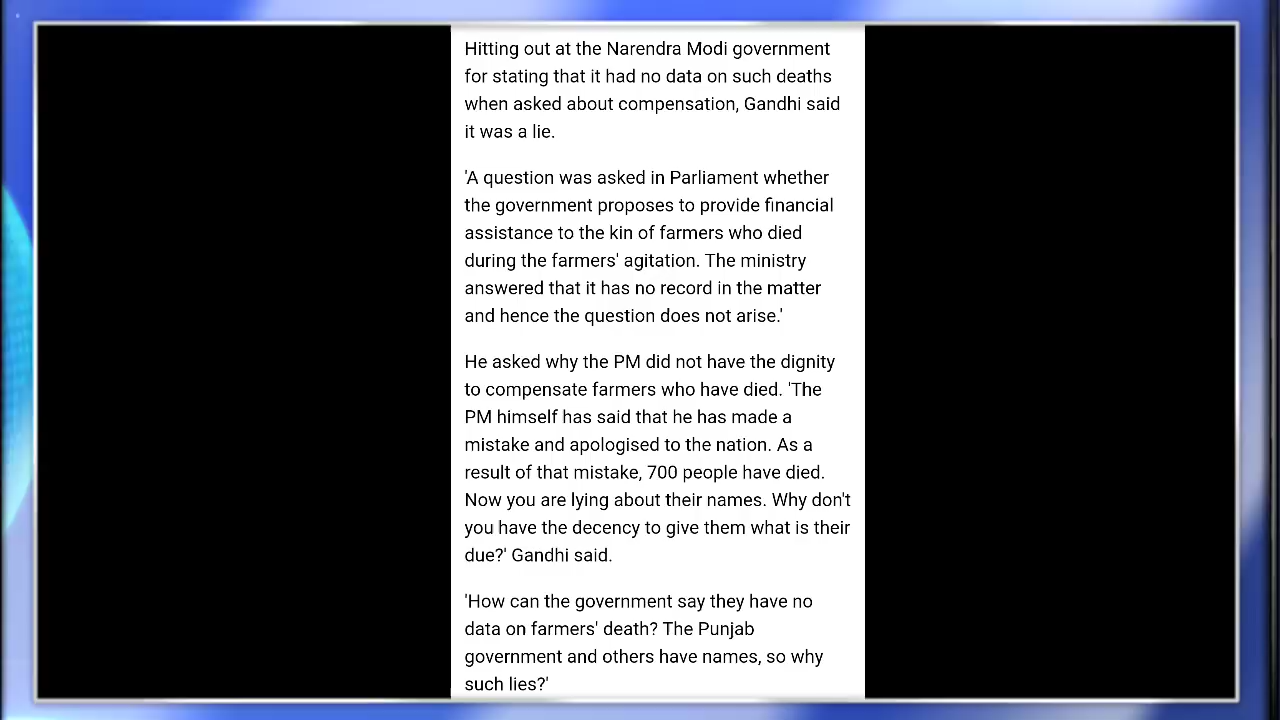 Hitting out at the Narendra Modi government
for stating that it had no data on such deaths
when asked about compensation, Gandhi said
it was a lie.
'A question was asked in Parliament whether
the government proposes to provide financial
assistance to the kin of farmers who died
during the farmers' agitation. The ministry
answered that it has no record in the matter
and hence the question does not arise.'
He asked why the PM did not have the dignity
to compensate farmers who have died. 'The
PM himself has said that he has made a
mistake and apologised to the nation. As a
result of that mistake, 700 people have died.
Now you are lying about their names. Why don't
you have the decency to give them what is their
due?' Gandhi said.
'How can the government say they have no
data on farmers' death? The Punjab
government and others have names, so why
such lies?'